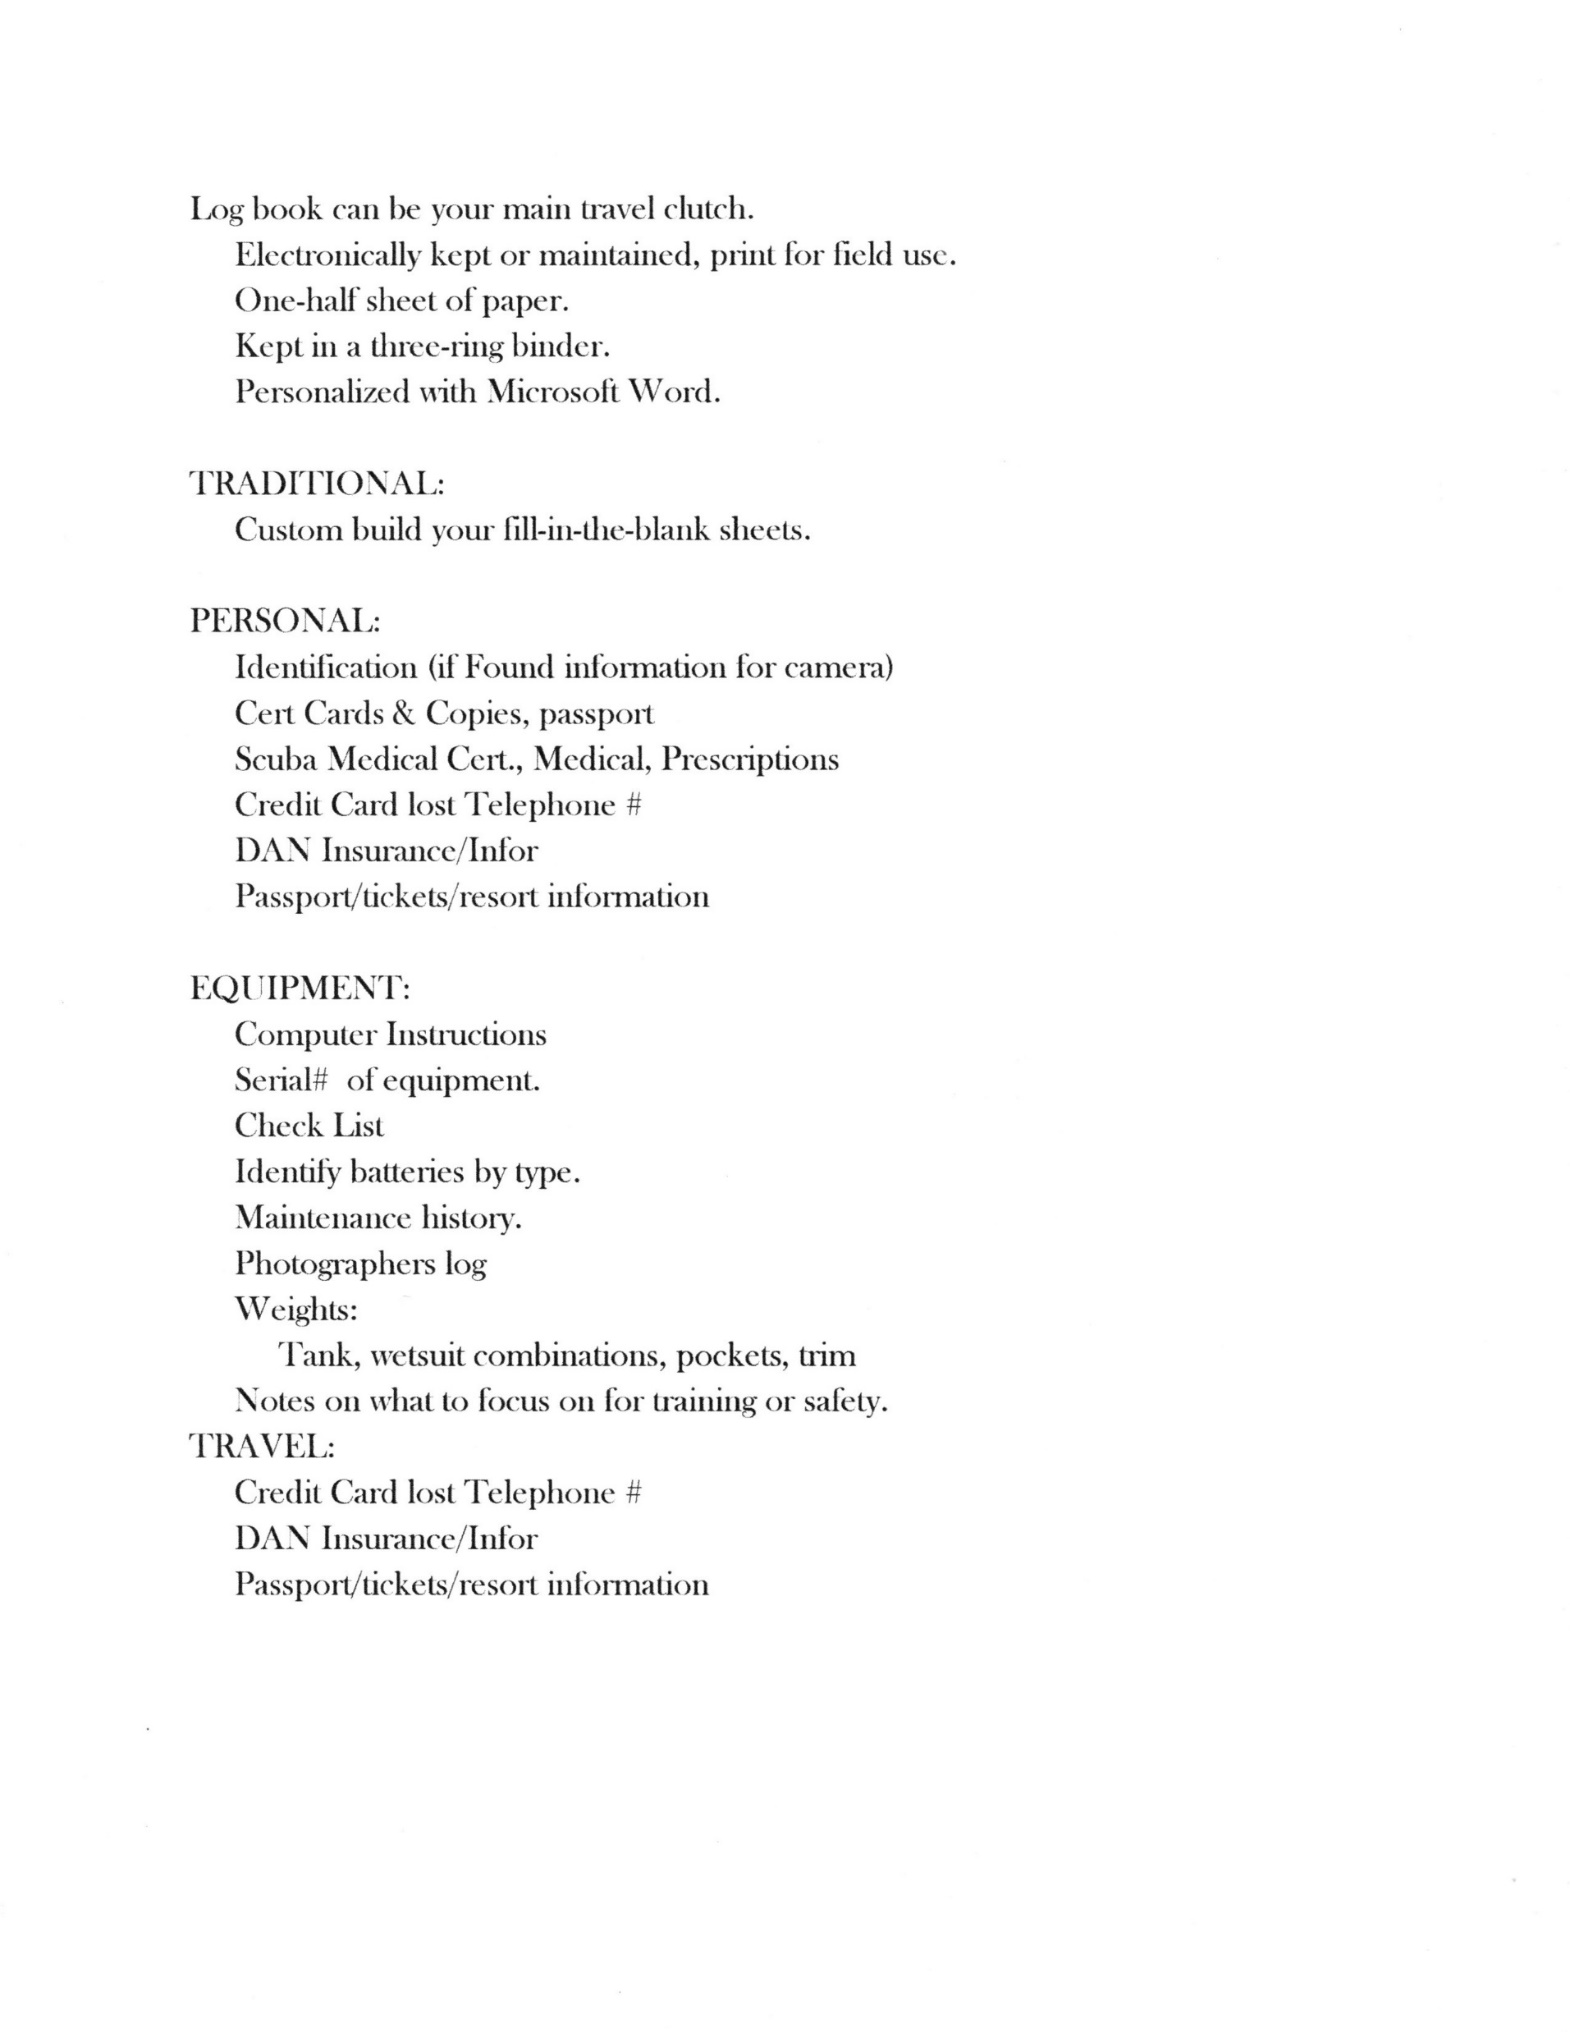 Log book can be your main travel clutch.
Electronically kept or maintained, print for field use.
One-half sheet of paper.
Kept in a three-ring binder.
Personalized with Microsoft Word.
TRADITIONAL:
Custom build your fill-in-the-blank sheets.
PERSONAL:
Identification (if Found information for camera)
Cert Cards & Copies, passport
Scuba Medical Cert., Medical, Prescriptions
Credit Card lost Telephone #
DAN Insurance/Infor
Passport/tickets/resort information
EQUIPMENT:
Computer Instructions
Serial#  of equipment.
Check List
Identify batteries by type.
Maintenance history.
Photographers log
Weights:
Tank, wetsuit combinations, pockets, trim
Notes on what to focus on for training or safety.
TRAVEL:
Credit Card lost Telephone #
DAN Insurance/Infor
Passport/tickets/resort information